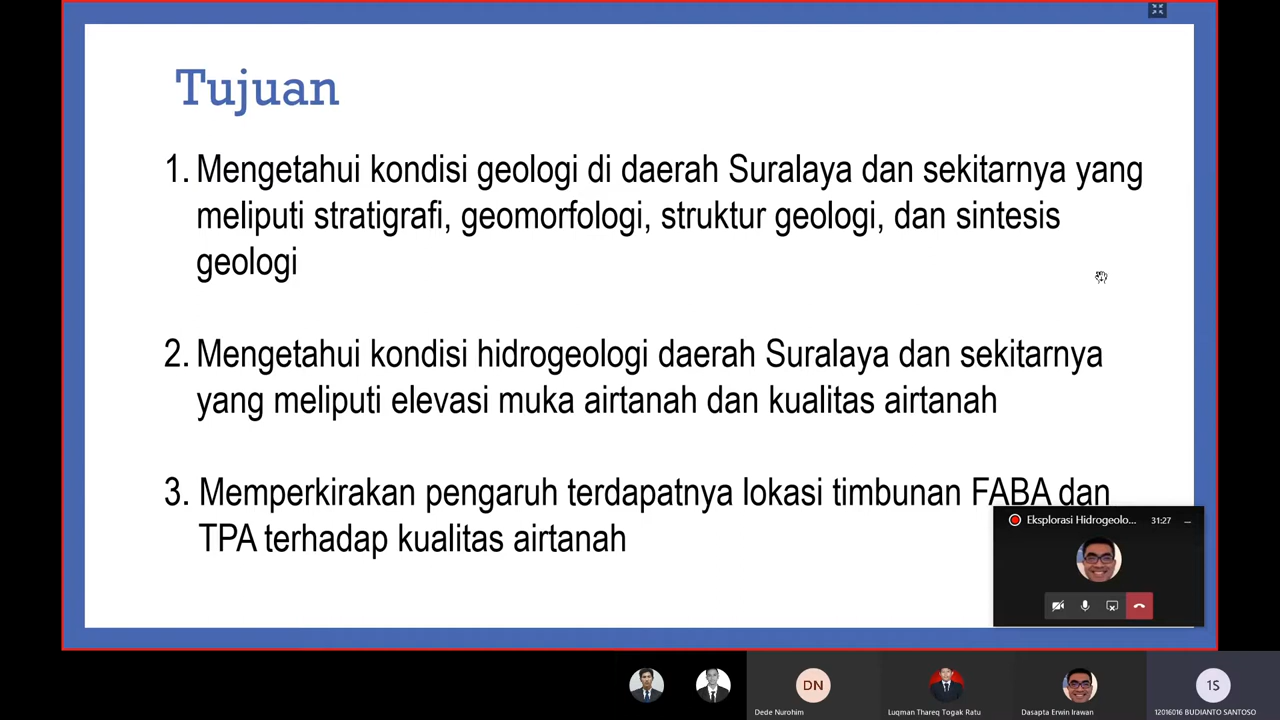 Tujuan
1. Mengetahui kondisi geologi di daerah Suralaya dan sekitarnya yang
meliputi stratigrafi, geomorfologi, struktur geologi, dan sintesis
geologi
2. Mengetahui kondisi hidrogeologi daerah Suralaya dan sekitarnya
yang meliputi elevasi muka airtanah dan kualitas airtanah
3. Memperkirakan pengaruh terdapatnya lokasi timbunan FABA dan
TPA terhadap kualitas airtanah
Eksplorasi Hidrogeolo... 31:27
DN
1S
Dede Nurohim
Luqman Thareq Togak Ratu
Dasapta Erwin Irawan
12016016 BUDIANTO SANTOSO